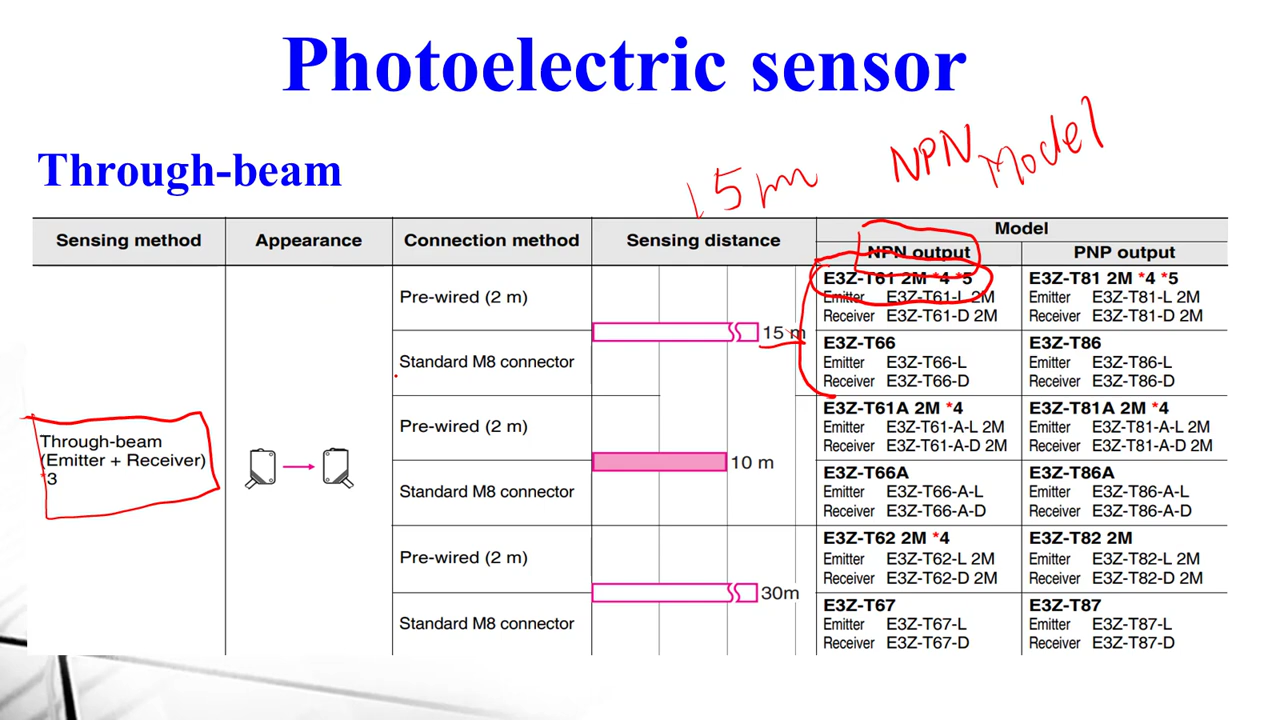 Photoelectric sensor
Through-beam
15m
NPN Model
Sensing method
Appearance
Connection method
Sensing distance
Model
NPN output
PNP output
Through-beam
(Emitter + Receiver)
*3
Pre-wired (2 m)
Standard M8 connector
15 m
E3Z-T61 2M *4 *5
Emitter E3Z-T61-L 2M
Receiver E3Z-T61-D 2M
E3Z-T81 2M *4 *5
Emitter E3Z-T81-L 2M
Receiver E3Z-T81-D 2M
E3Z-T66
Emitter E3Z-T66-L
Receiver E3Z-T66-D
E3Z-T86
Emitter E3Z-T86-L
Receiver E3Z-T86-D
Pre-wired (2 m)
Standard M8 connector
10 m
E3Z-T61A 2M *4
Emitter E3Z-T61-A-L 2M
Receiver E3Z-T61-A-D 2M
E3Z-T81A 2M *4
Emitter E3Z-T81-A-L 2M
Receiver E3Z-T81-A-D 2M
E3Z-T66A
Emitter E3Z-T66-A-L
Receiver E3Z-T66-A-D
E3Z-T86A
Emitter E3Z-T86-A-L
Receiver E3Z-T86-A-D
Pre-wired (2 m)
Standard M8 connector
30m
E3Z-T62 2M *4
Emitter E3Z-T62-L 2M
Receiver E3Z-T62-D 2M
E3Z-T82 2M
Emitter E3Z-T82-L 2M
Receiver E3Z-T82-D 2M
E3Z-T67
Emitter E3Z-T67-L
Receiver E3Z-T67-D
E3Z-T87
Emitter E3Z-T87-L
Receiver E3Z-T87-D